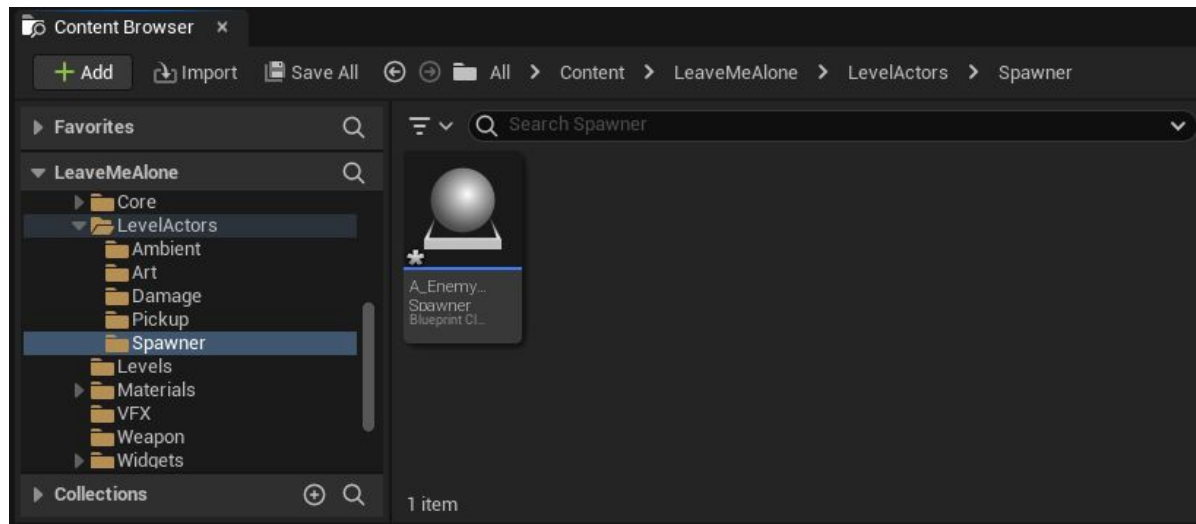 Content Browser ×
+ Add Import Save All All > Content > LeaveMeAlone > LevelActors > Spawner
Favorites
Search Spawner
LeaveMeAlone
Core
LevelActors
Ambient
Art
Damage
Pickup
Spawner
Levels
Materials
VFX
Weapon
Widgets
A_Enemy...
Spawner
Blueprint Cl...
Collections
1 item